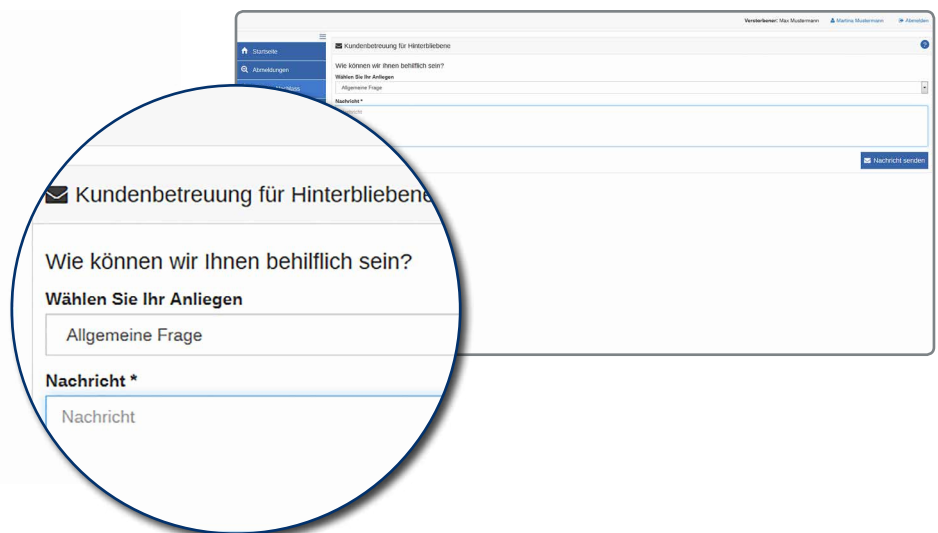 Verstorbener: Max Mustermann Martina Mustermann Abmelden
Startseite
Abmeldungen
Kundenbetreuung für Hinterbliebene
Wie können wir Ihnen behilflich sein?
Wählen Sie Ihr Anliegen
Allgemeine Frage
Nachricht *
Nachricht senden
Kundenbetreuung für Hinterbliebene
Wie können wir Ihnen behilflich sein?
Wählen Sie Ihr Anliegen
Allgemeine Frage
Nachricht *
Nachricht